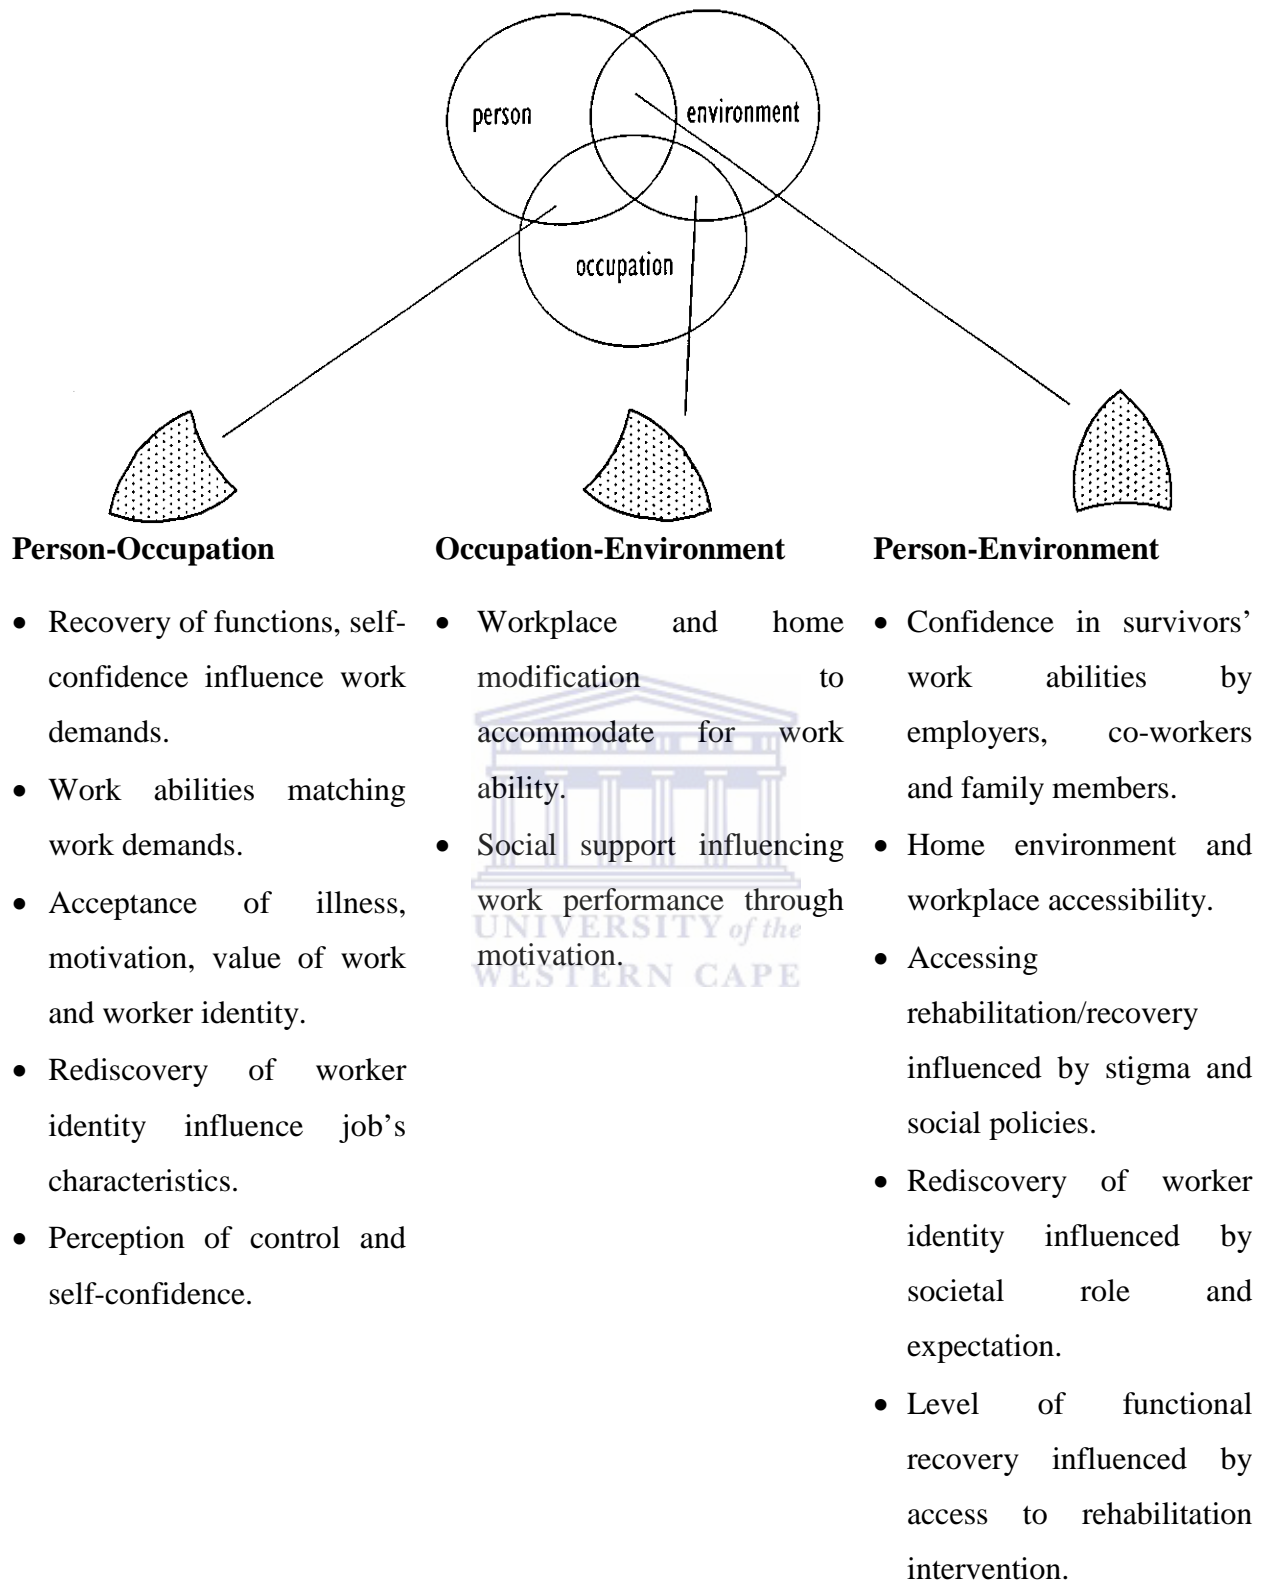 person
environment
occupation
Person-Occupation
• Recovery of functions, self-
confidence influence work
demands.
• Work abilities matching
work demands.
• Acceptance of illness,
motivation, value of work
and worker identity.
• Rediscovery of worker
identity influence job's
characteristics.
• Perception of control and
self-confidence.
Occupation-Environment
• Workplace and home
modification to
accommodate for work
ability.
• Social support influencing
work performance through
motivation.
UNIVERSITY of the
WESTERN CAPE
Person-Environment
• Confidence in survivors'
work abilities by
employers, co-workers
and family members.
• Home environment and
workplace accessibility.
• Accessing
rehabilitation/recovery
influenced by stigma and
social policies.
• Rediscovery of worker
identity influenced by
societal role and
expectation.
• Level of functional
recovery influenced by
access to rehabilitation
intervention.